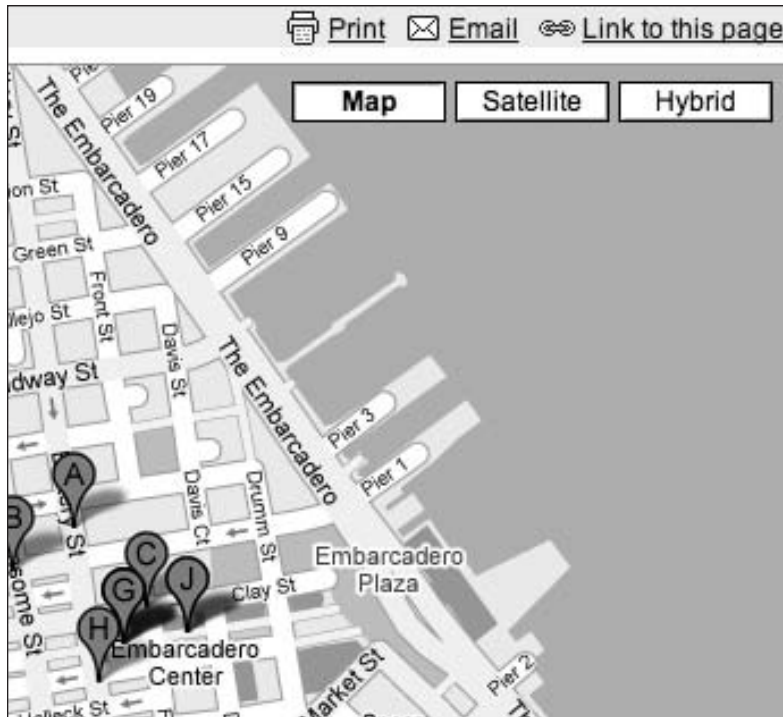 Print Email Link to this page
Map Satellite Hybrid
Pier 19
The Embarcadero
Pier 17
Pier 15
Pier 9
Green St
Front St
Davis St
The Embarcadero
Pier 3
Pier 1
A
B
Davis Ct
Drumm St
C
G
J
H
Clay St
Embarcadero
Plaza
Embarcadero
Center
Market St
Pier 2